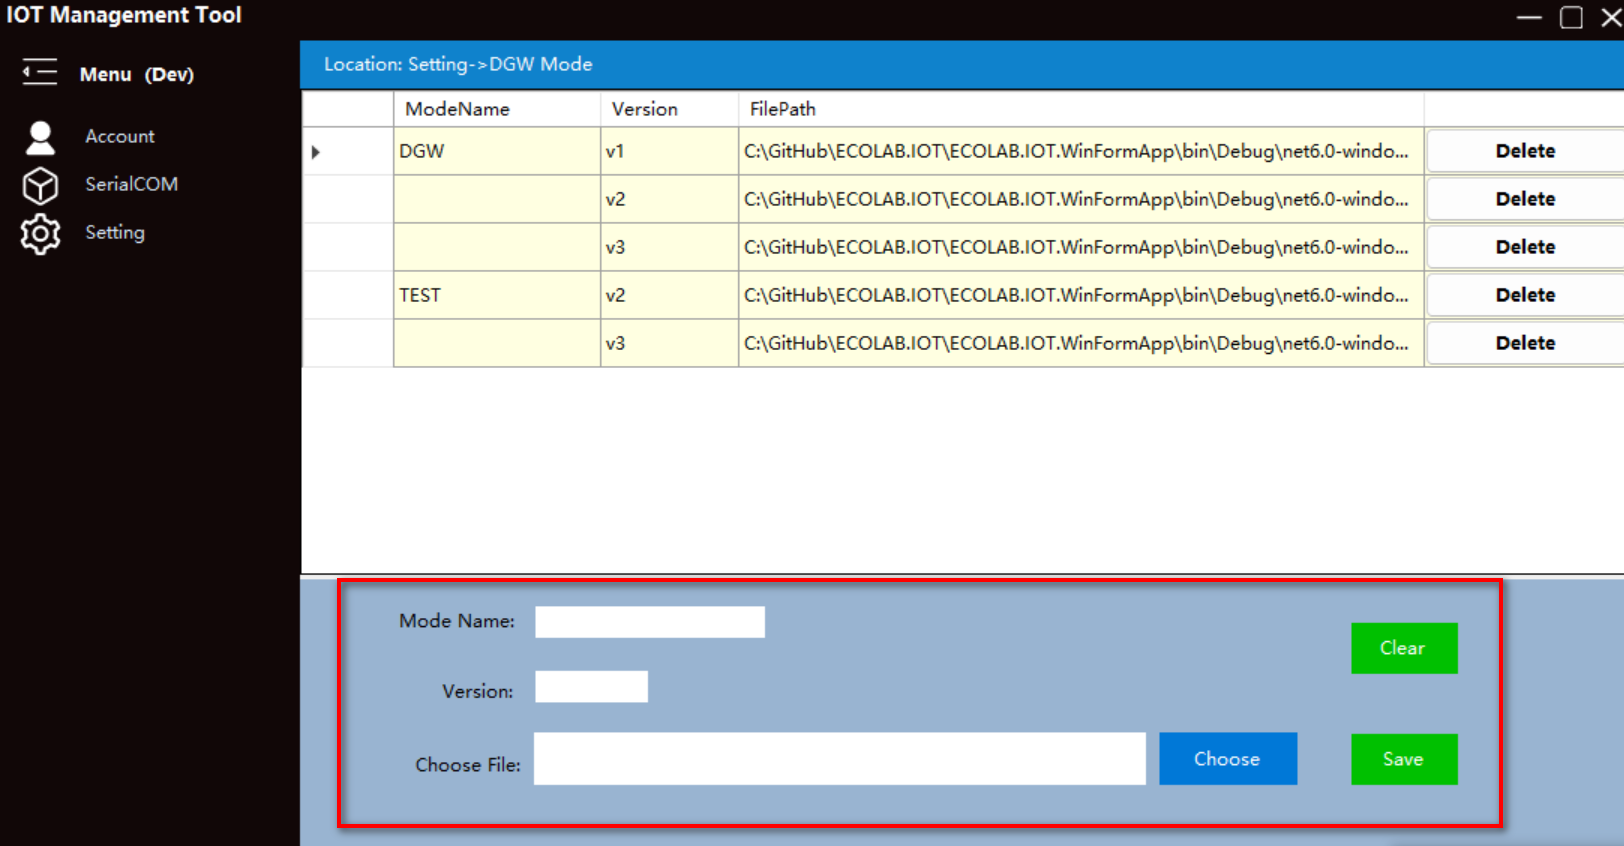 IOT Management Tool
Menu (Dev)
Account
SerialCOM
Setting
Location: Setting->DGW Mode
ModeName Version FilePath
DGW v1 C:\GitHub\ECOLAB.IOT\ECOLAB.IOT.WinFormApp\bin\Debug\net6.0-windo... Delete
v2 C:\GitHub\ECOLAB.IOT\ECOLAB.IOT.WinFormApp\bin\Debug\net6.0-windo... Delete
v3 C:\GitHub\ECOLAB.IOT\ECOLAB.IOT.WinFormApp\bin\Debug\net6.0-windo... Delete
TEST v2 C:\GitHub\ECOLAB.IOT\ECOLAB.IOT.WinFormApp\bin\Debug\net6.0-windo... Delete
v3 C:\GitHub\ECOLAB.IOT\ECOLAB.IOT.WinFormApp\bin\Debug\net6.0-windo... Delete
Mode Name:
Clear
Version:
Choose File: Choose Save